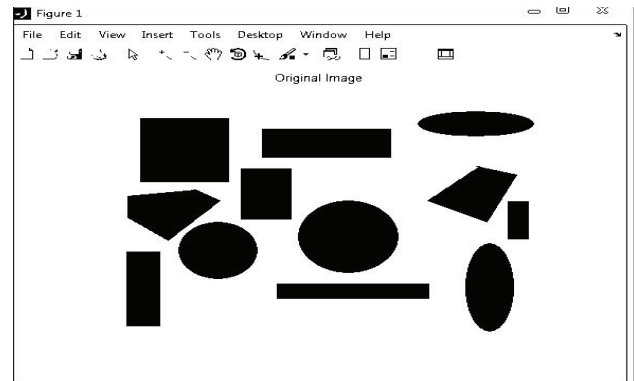 Figure 1
File Edit View Insert Tools Desktop Window Help
Original Image